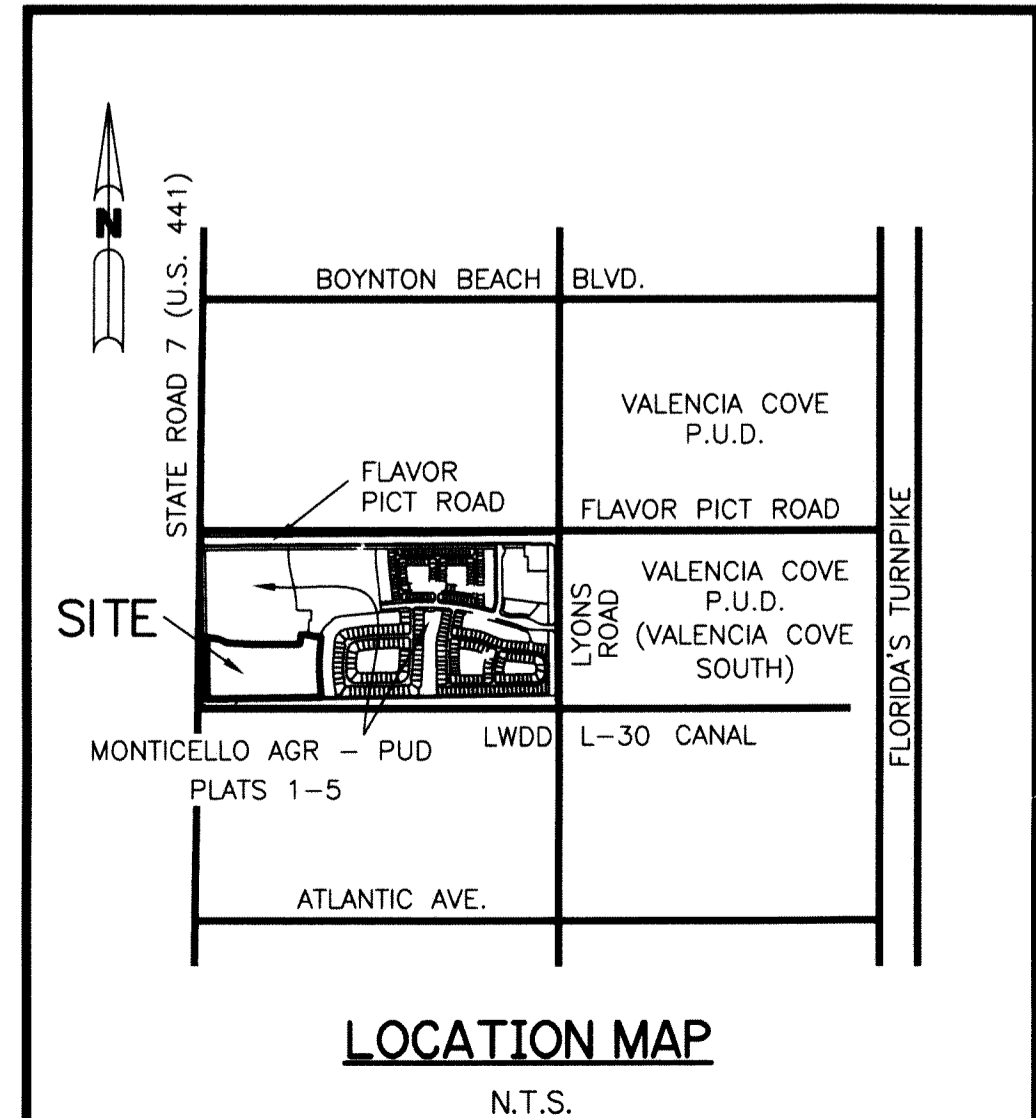 N
STATE ROAD 7 (U.S. 441)
BOYNTON BEACH BLVD.
VALENCIA COVE
P.U.D.
FLAVOR
PICT ROAD
FLAVOR PICT ROAD
FLORIDA'S TURNPIKE
SITE
LYONS
ROAD
VALENCIA COVE
P.U.D.
(VALENCIA COVE
SOUTH)
MONTICELLO AGR - PUD
PLATS 1-5
LWDD L-30 CANAL
ATLANTIC AVE.
LOCATION MAP
N.T.S.